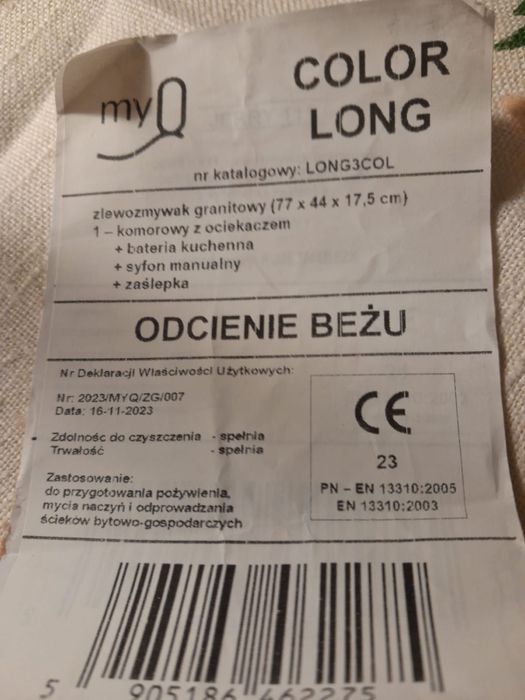 myQ
COLOR
LONG
nr katalogowy: LONG3COL
zlewozmywak granitowy (77 x 44 x 17,5 cm)
1 – komorowy z ociekaczem
+ bateria kuchenna
+ syfon manualny
+ zaślepka
ODCIENIE BEŻU
Nr Deklaracji Właściwości Użytkowych:
Nr: 2023/MYQ/ZG/007
Data: 16-11-2023
Zdolność do czyszczenia - spełnia
Trwałość - spełnia
Zastosowanie:
do przygotowania pożywienia,
mycia naczyń i odprowadzania
ścieków bytowo-gospodarczych
CE
23
PN – EN 13310:2005
EN 13310:2003
5 905186 462275